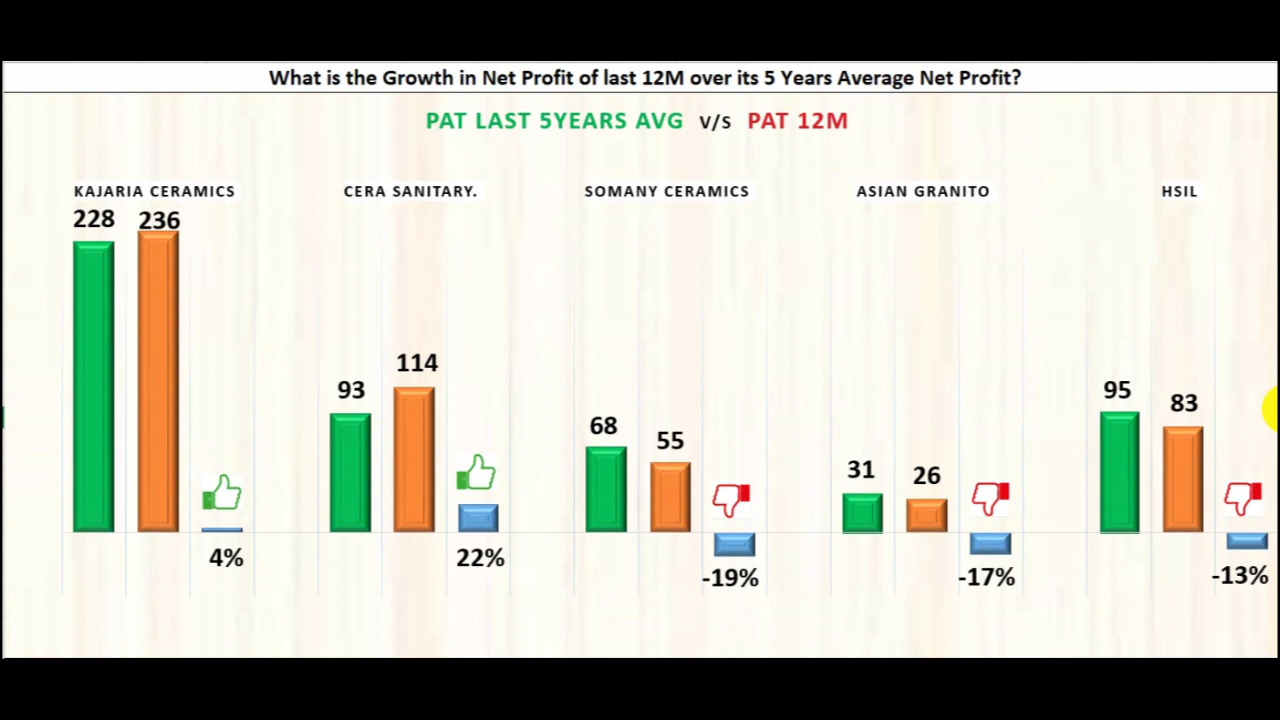 What is the Growth in Net Profit of last 12M over its 5 Years Average Net Profit?
PAT LAST 5YEARS AVG V/S PAT 12M
KAJARIA CERAMICS CERA SANITARY. SOMANY CERAMICS ASIAN GRANITO HSIL
228 236 93 114 68 55 31 26 95 83
4% 22% -19% -17% -13%